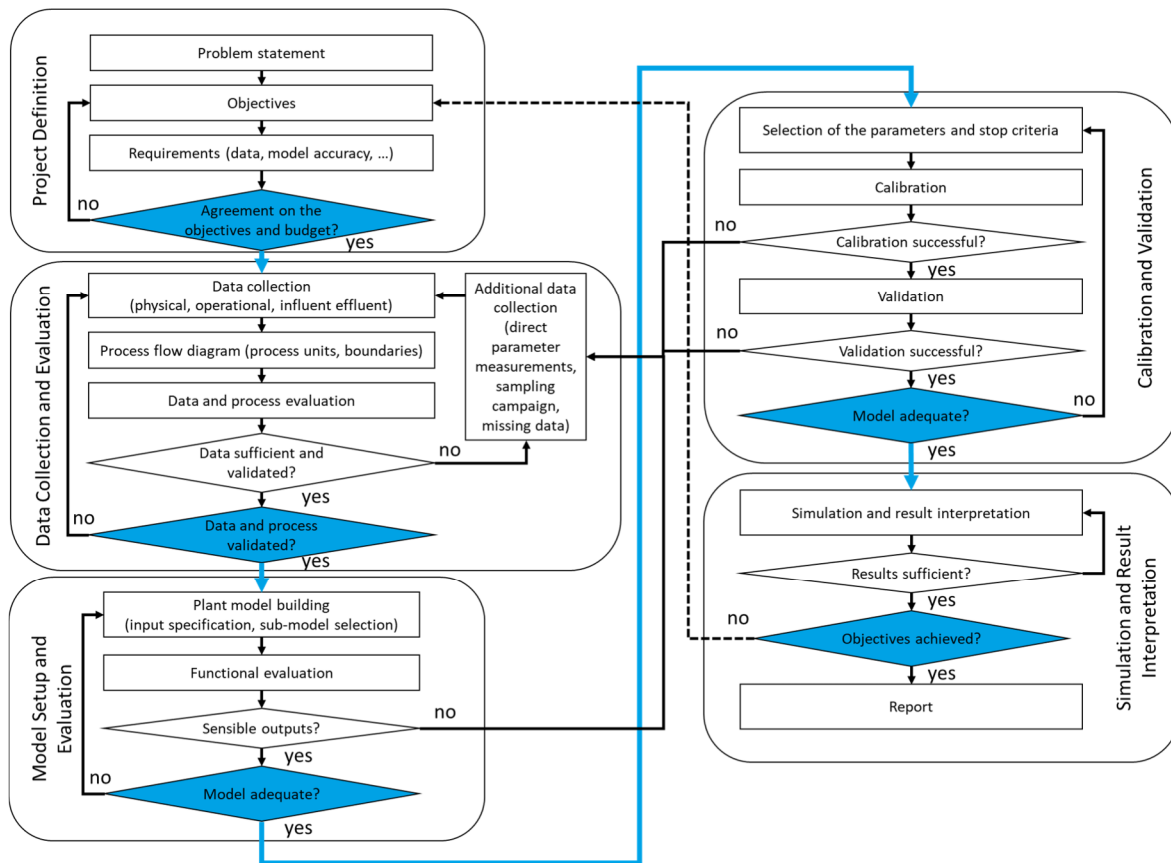 Project Definition
Problem statement
Objectives
Requirements (data, model accuracy, ...)
no
Agreement on the
objectives and budget?
yes
Data Collection and Evaluation
Data collection
(physical, operational, influent effluent)
Process flow diagram (process units, boundaries)
Data and process evaluation
Data sufficient and
validated?
no
yes
Additional data
collection
(direct
parameter
measurements,
sampling
campaign,
missing data)
no
Data and process
validated?
yes
Model Setup and
Evaluation
Plant model building
(input specification, sub-model selection)
Functional evaluation
Sensible outputs?
no
yes
no
Model adequate?
yes
Calibration and Validation
Selection of the parameters and stop criteria
Calibration
no
Calibration successful?
yes
Validation
no
Validation successful?
yes
Model adequate?
no
yes
Simulation and Result
Interpretation
Simulation and result interpretation
Results sufficient?
yes
no
Objectives achieved?
yes
Report